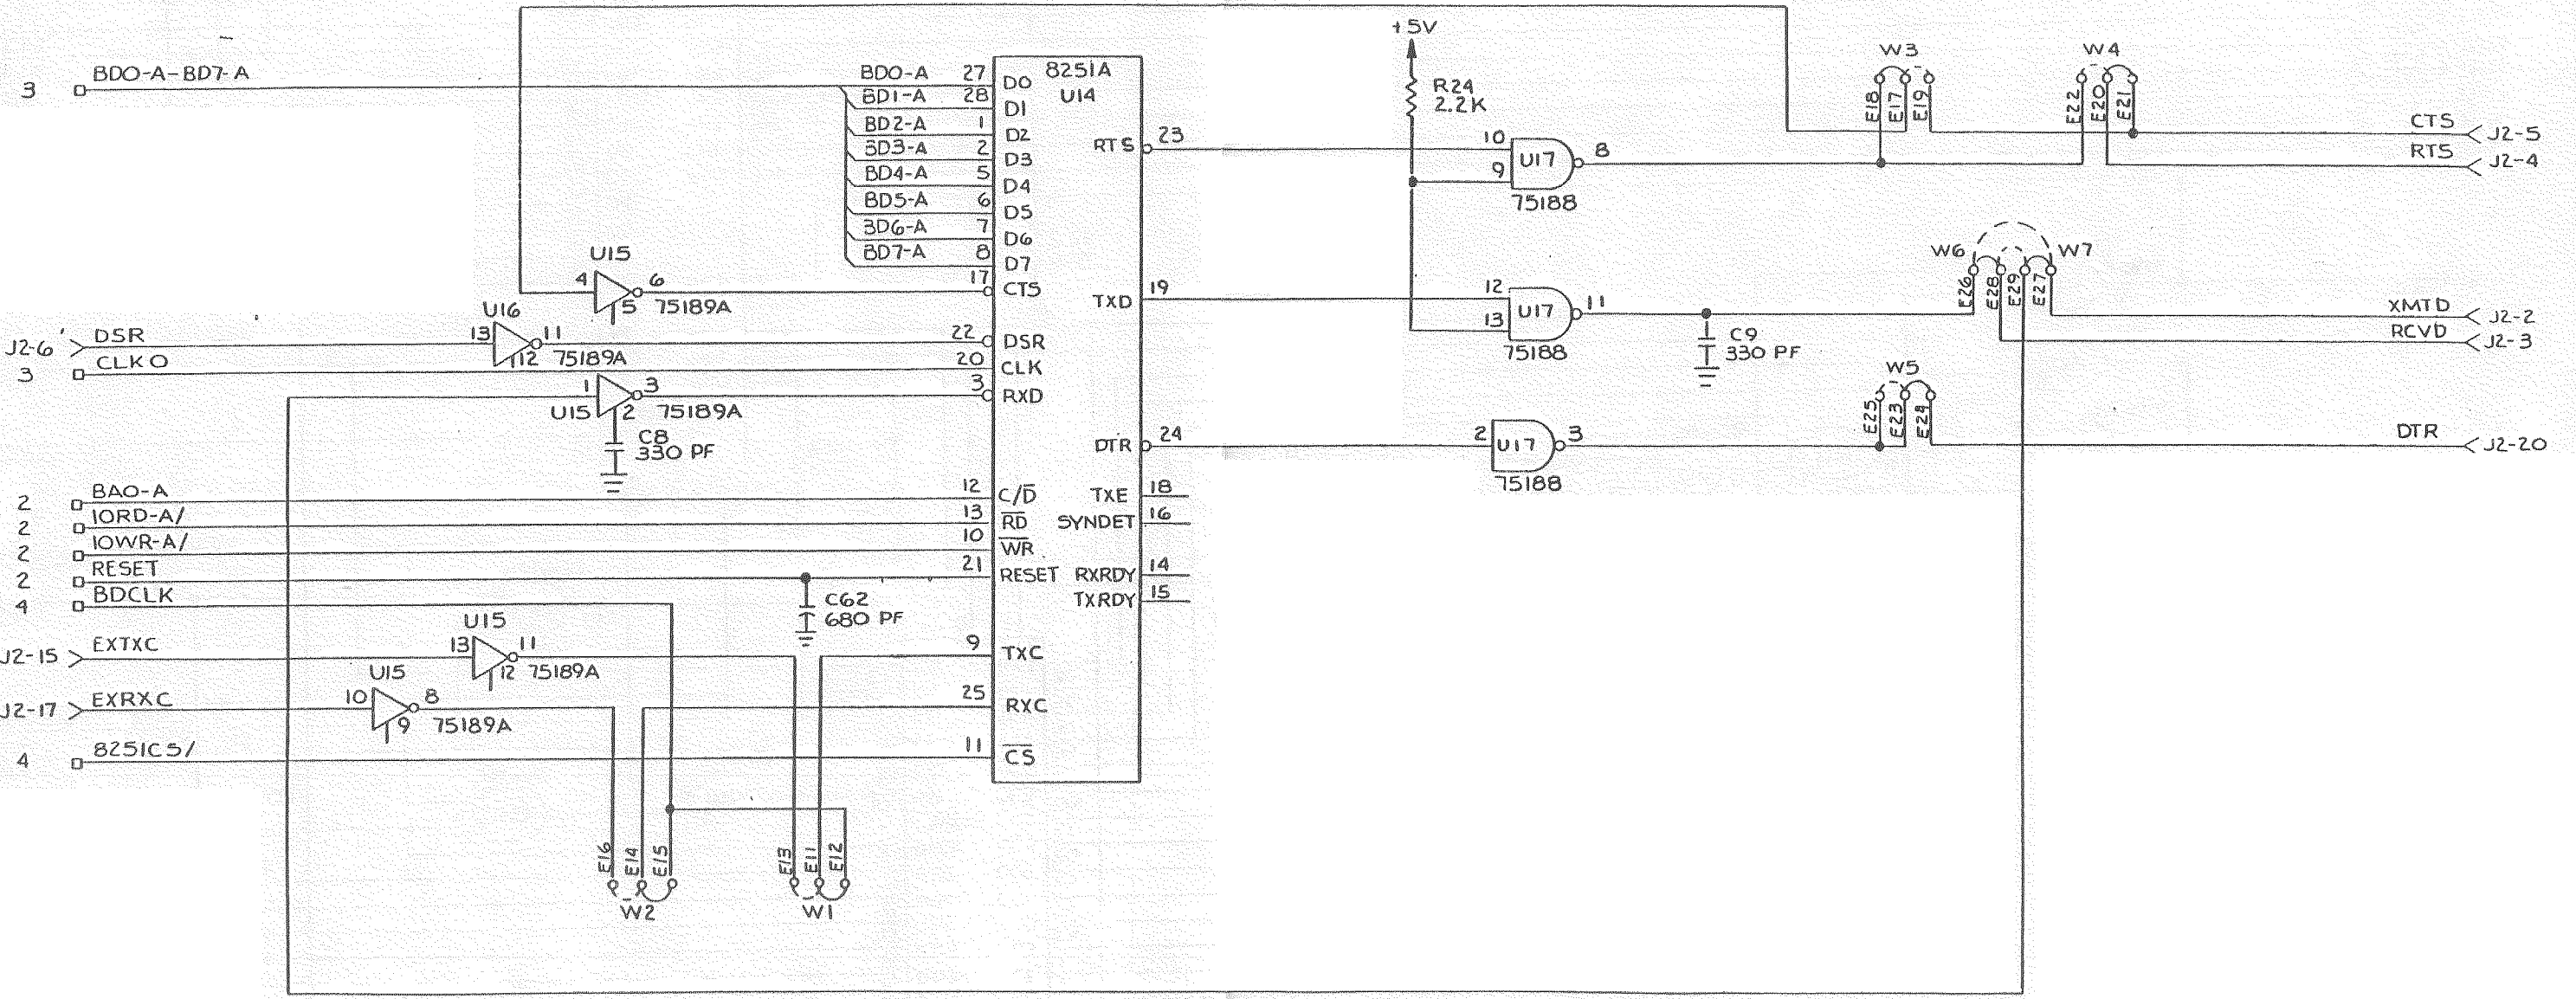 +5V
W3
W4
3
BD0-A-BD7-A
BD0-A
27
D0
8251A
U14
BD1-A
28
D1
BD2-A
1
D2
BD3-A
2
D3
BD4-A
5
D4
BD5-A
6
D5
BD6-A
7
D6
BD7-A
8
D7
R24
2.2K
E18
E17
E19
E22
E20
E21
CTS
J2-5
RTS
J2-4
RTS
23
10
9
U17
8
75188
17
CTS
U15
4
6
5
75189A
U16
13
11
12
75189A
J2-6
DSR
22
DSR
3
CLK0
20
CLK
1
3
U15
2
75189A
3
RXD
C8
330 PF
TXD
19
12
13
U17
11
75188
C9
330 PF
W6
W7
E26
E28
E29
E27
XMTD
J2-2
RCVD
J2-3
W5
E25
E23
E24
DTR
24
2
U17
3
75188
DTR
J2-20
2
BA0-A
12
C/D̅
TXE
18
2
IORD-A/
13
R̅D̅
SYNDET
16
2
IOWR-A/
10
W̅R̅
2
RESET
21
RESET
RXRDY
14
4
BDCLK
TXRDY
15
C62
680 PF
J2-15
EXTXC
U15
13
11
12
75189A
9
TXC
J2-17
EXRXC
U15
10
8
9
75189A
25
RXC
4
8251CS/
11
C̅S̅
E16
E14
E15
E13
E11
E12
W2
W1